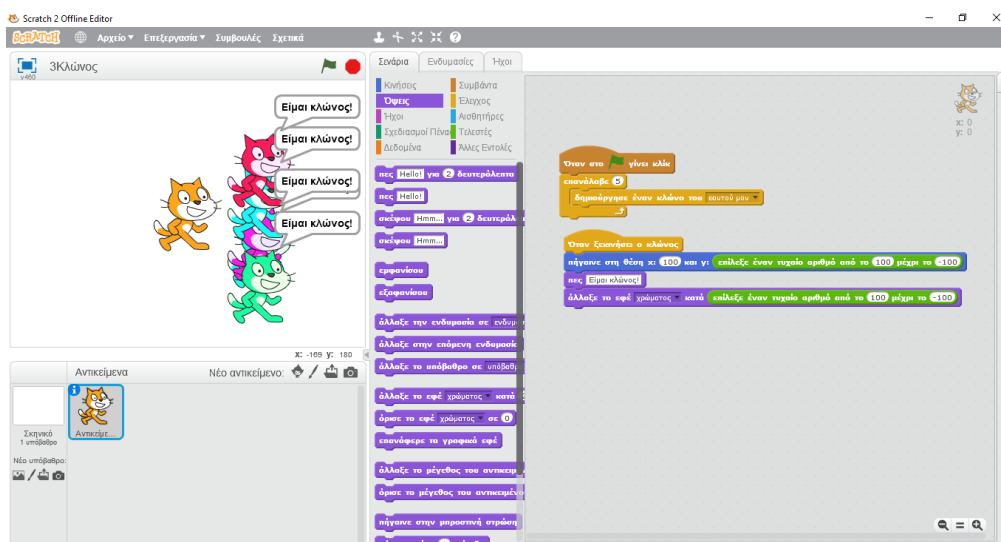 Scratch 2 Offline Editor
SCRATCH Αρχείο Επεξεργασία Συμβουλές Σχετικά
v460 3Κλώνος
Είμαι κλώνος!
Είμαι κλώνος!
Είμαι κλώνος!
Είμαι κλώνος!
X: -169 Y: 180
Αντικείμενα Νέο αντικείμενο:
Σκηνικό
1 υπόβαθρο
Νέο υπόβαθρο:
Αντικείμε...
Σενάρια Ενδυμασίες Ήχοι
Κινήσεις Συμβάντα
Όψεις Έλεγχος
Ήχοι Αισθητήρες
Σχεδιασμοί Πένα Τελεστές
Δεδομένα Άλλες Εντολές
πες Hello! για 2 δευτερόλεπτα
πες Hello!
σκέψου Hmm... για 2 δευτερόλ
σκέψου Hmm...
εμφανίσου
εξαφανίσου
άλλαξε την ενδυμασία σε ενδυμ
άλλαξε στην επόμενη ενδυμασία
άλλαξε το υπόβαθρο σε υπόβαθρ
άλλαξε το εφέ χρώματος κατά
όρισε το εφέ χρώματος σε 0
επανάφερε τα γραφικά εφέ
άλλαξε το μέγεθος του αντικειμ
όρισε το μέγεθος του αντικειμένο
πήγαινε στην μπροστινή στρώση
Όταν στο γίνει κλικ
επανάλαβε 5
δημιούργησε έναν κλώνο του εαυτού μου
Όταν ξεκινήσει ο κλώνος
πήγαινε στη θέση x: 100 και y: επίλεξε έναν τυχαίο αριθμό από το 100 μέχρι το -100
πες Είμαι κλώνος!
άλλαξε το εφέ χρώματος κατά επίλεξε έναν τυχαίο αριθμό από το 100 μέχρι το -100
x: 0
y: 0